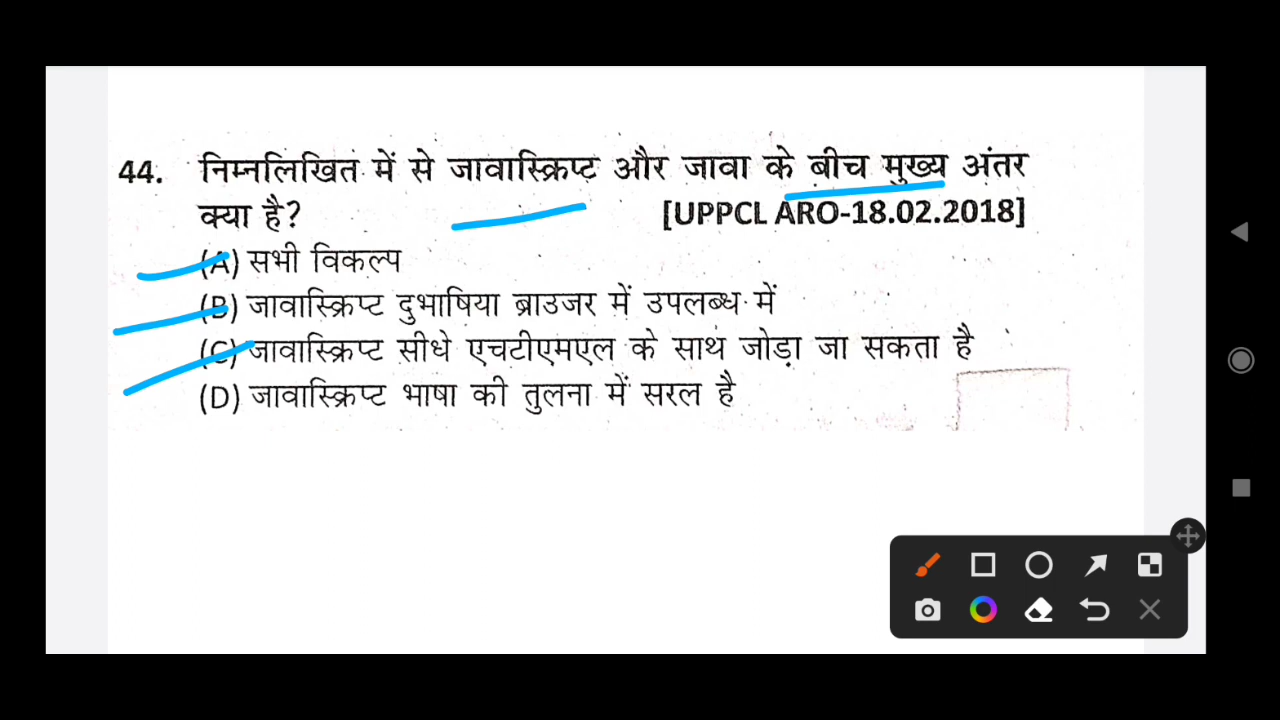 44. निम्नलिखित में से जावास्क्रिप्ट और जावा के बीच मुख्य अंतर
क्या है? [UPPCL ARO-18.02.2018]
(A) सभी विकल्प
(B) जावास्क्रिप्ट दुभाषिया ब्राउजर में उपलब्ध में
(C) जावास्क्रिप्ट सीधे एचटीएमएल के साथ जोड़ा जा सकता है
(D) जावास्क्रिप्ट भाषा की तुलना में सरल है